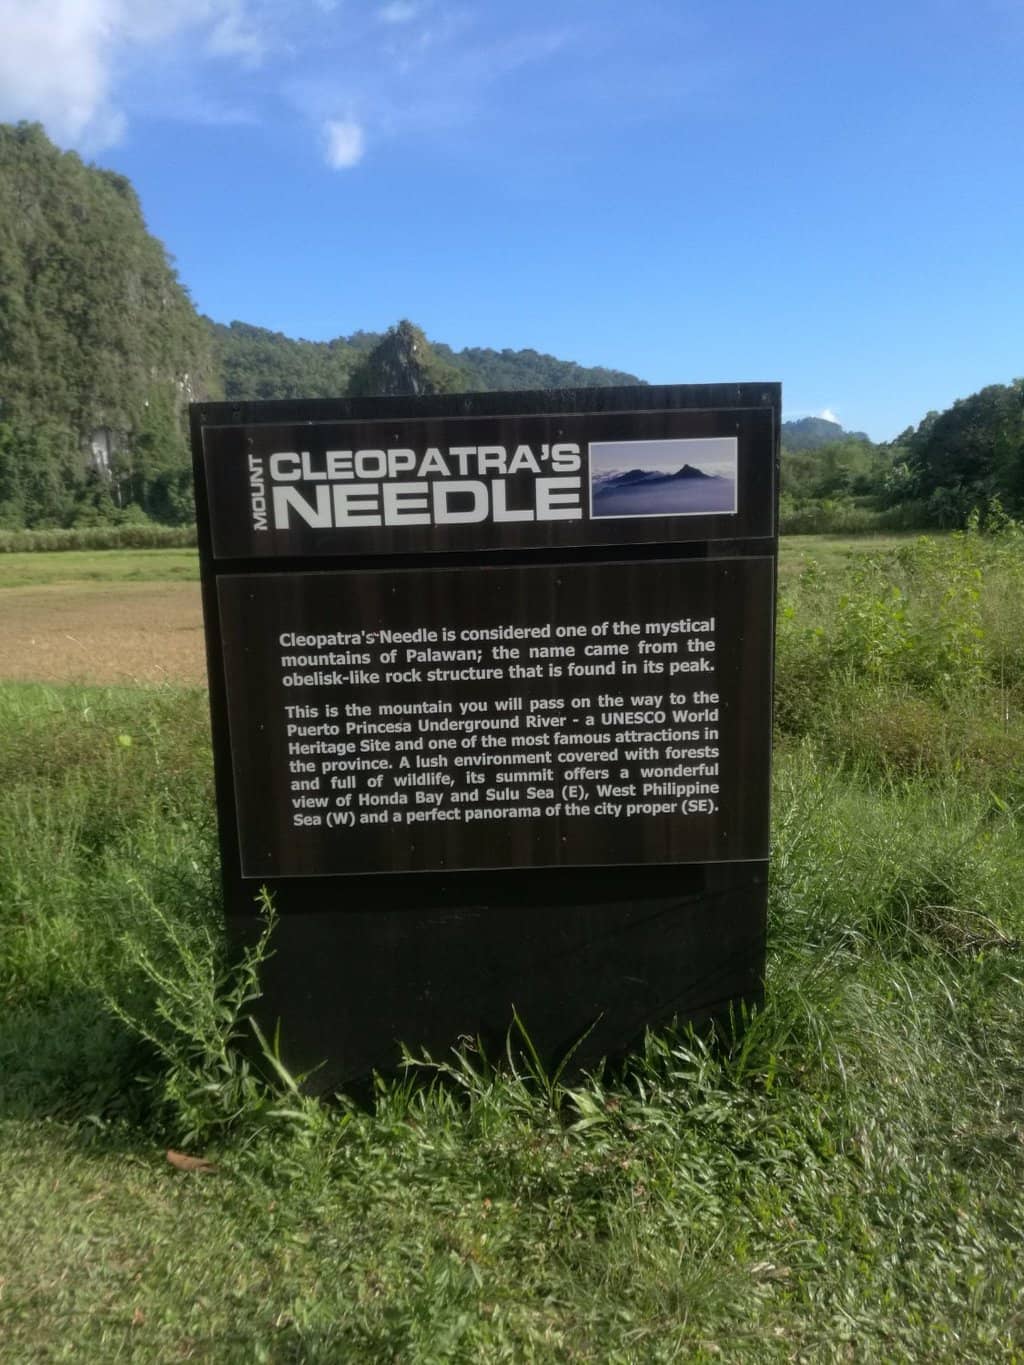 MOUNT
CLEOPATRA'S
NEEDLE
Cleopatra's Needle is considered one of the mystical
mountains of Palawan; the name came from the
obelisk-like rock structure that is found in its peak.
This is the mountain you will pass on the way to the
Puerto Princesa Underground River - a UNESCO World
Heritage Site and one of the most famous attractions in
the province. A lush environment covered with forests
and full of wildlife, its summit offers a wonderful
view of Honda Bay and Sulu Sea (E), West Philippine
Sea (W) and a perfect panorama of the city proper (SE).